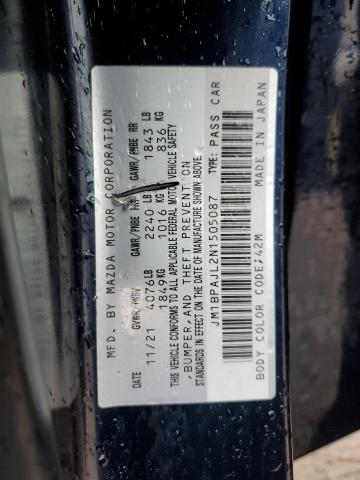 MFD. BY MAZDA MOTOR CORPORATION
DATE GVWR/PNBV GAWR/PNBE GAWR/PNBE RR
11/21 4076LB 2240 LB 1843 LB
1849KG 1016 KG 836 KG
THIS VEHICLE CONFORMS TO ALL APPLICABLE FEDERAL MOTOR VEHICLE SAFETY
, BUMPER, AND THEFT PREVENTION
STANDARDS IN EFFECT ON THE DATE OF MANUFACTURE SHOWN ABOVE.
JM1BPAJL2N1505087 TYPE: PASS CAR
BODY COLOR CODE;42M MADE IN JAPAN